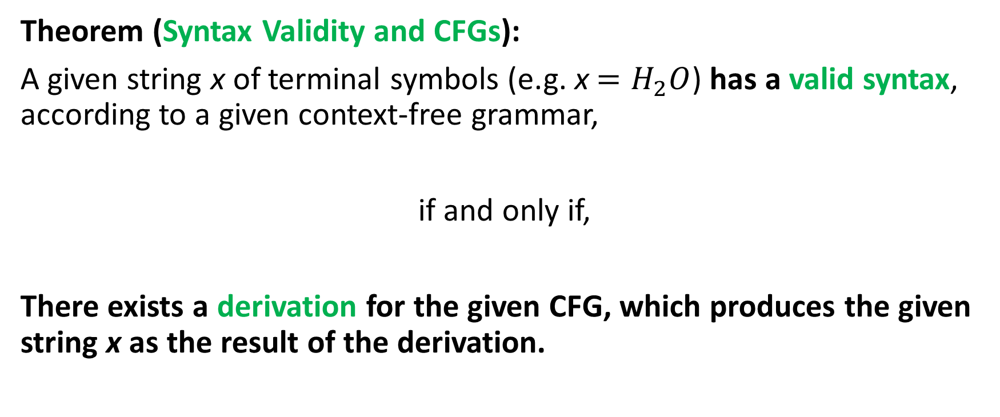 Theorem (Syntax Validity and CFGs):
A given string x of terminal symbols (e.g. x = H₂O) has a valid syntax,
according to a given context-free grammar,
if and only if,
There exists a derivation for the given CFG, which produces the given
string x as the result of the derivation.